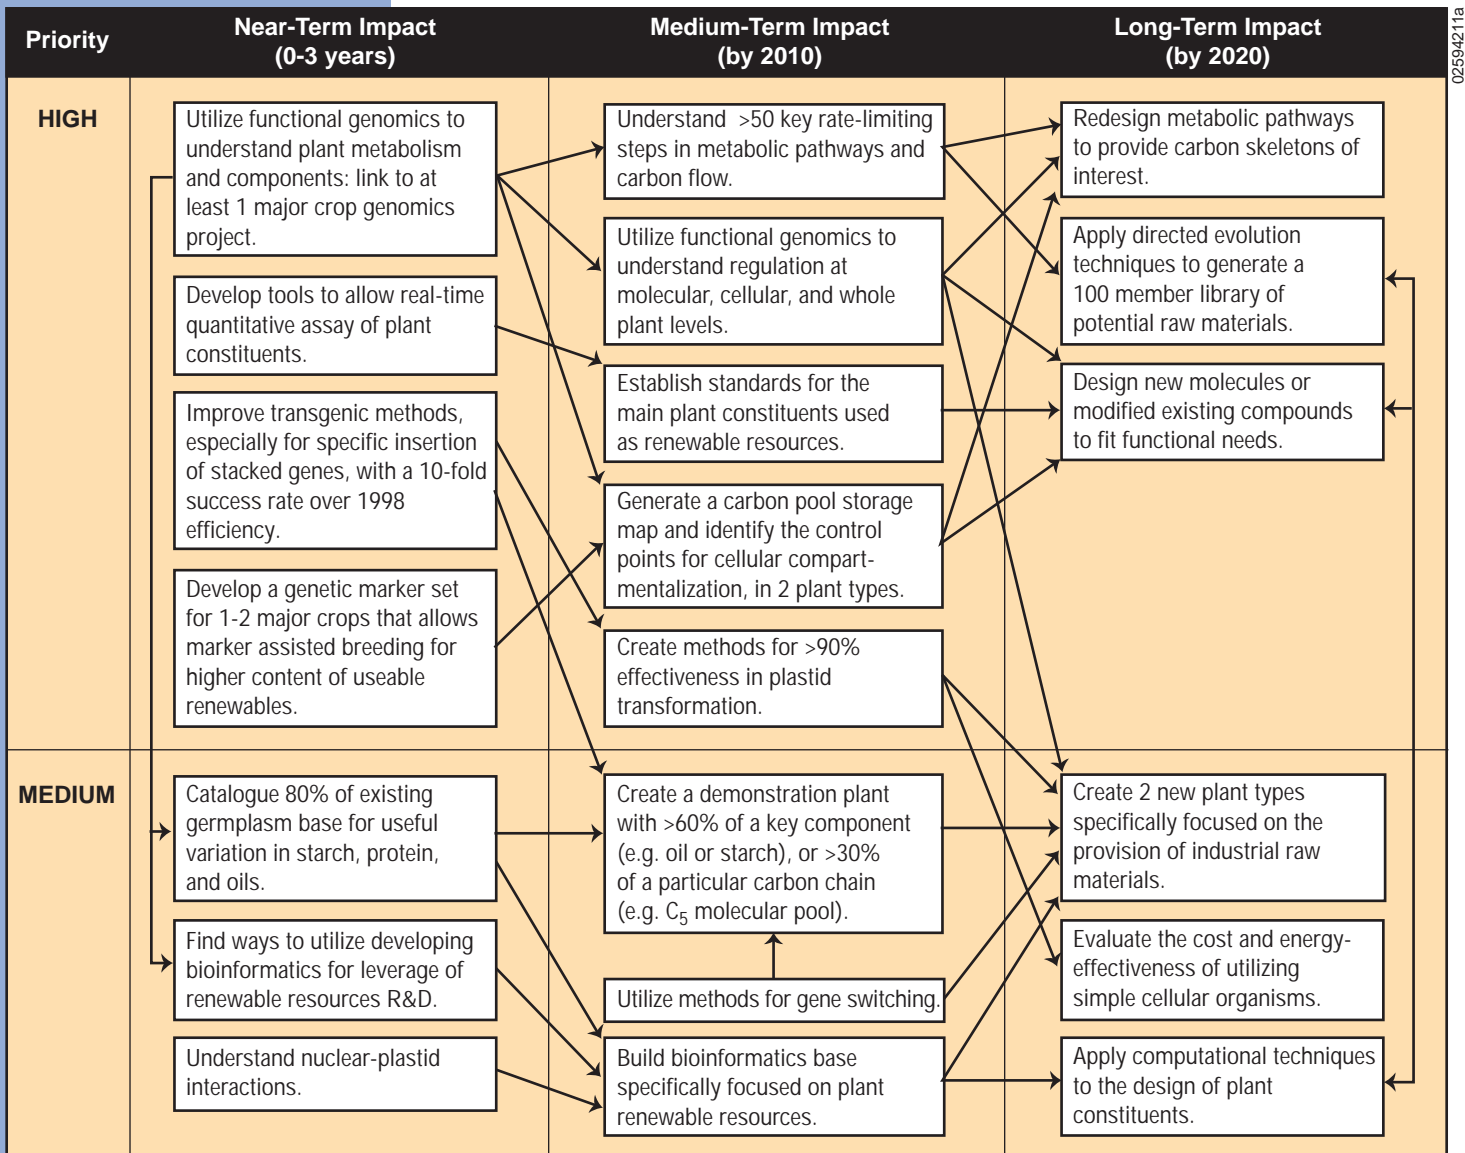 Priority
Near-Term Impact
(0-3 years)
Medium-Term Impact
(by 2010)
Long-Term Impact
(by 2020)
02594211a
HIGH
Utilize functional genomics to
understand plant metabolism
and components: link to at
least 1 major crop genomics
project.
Develop tools to allow real-time
quantitative assay of plant
constituents.
Improve transgenic methods,
especially for specific insertion
of stacked genes, with a 10-fold
success rate over 1998
efficiency.
Develop a genetic marker set
for 1-2 major crops that allows
marker assisted breeding for
higher content of useable
renewables.
Understand >50 key rate-limiting
steps in metabolic pathways and
carbon flow.
Utilize functional genomics to
understand regulation at
molecular, cellular, and whole
plant levels.
Establish standards for the
main plant constituents used
as renewable resources.
Generate a carbon pool storage
map and identify the control
points for cellular compart-
mentalization, in 2 plant types.
Create methods for >90%
effectiveness in plastid
transformation.
Redesign metabolic pathways
to provide carbon skeletons of
interest.
Apply directed evolution
techniques to generate a
100 member library of
potential raw materials.
Design new molecules or
modified existing compounds
to fit functional needs.
MEDIUM
Catalogue 80% of existing
germplasm base for useful
variation in starch, protein,
and oils.
Find ways to utilize developing
bioinformatics for leverage of
renewable resources R&D.
Understand nuclear-plastid
interactions.
Create a demonstration plant
with >60% of a key component
(e.g. oil or starch), or >30%
of a particular carbon chain
(e.g. C5 molecular pool).
Utilize methods for gene switching.
Build bioinformatics base
specifically focused on plant
renewable resources.
Create 2 new plant types
specifically focused on the
provision of industrial raw
materials.
Evaluate the cost and energy-
effectiveness of utilizing
simple cellular organisms.
Apply computational techniques
to the design of plant
constituents.